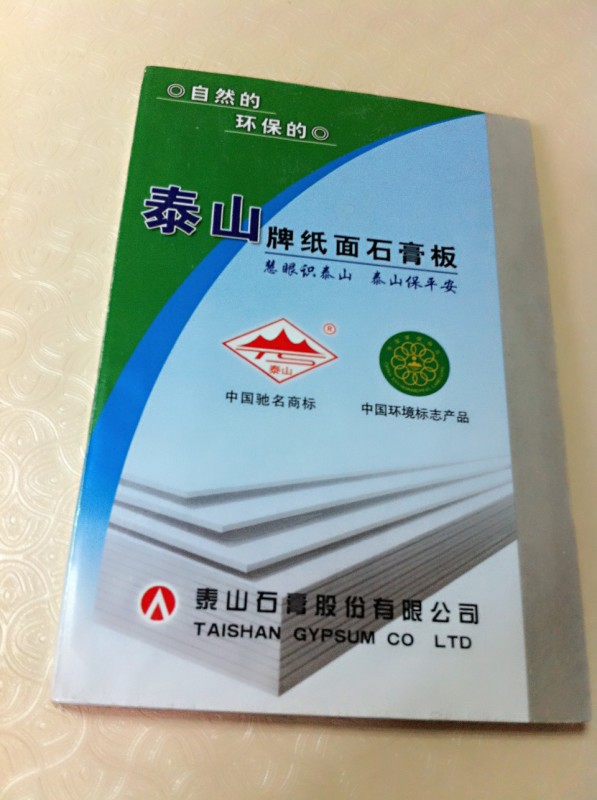 ◎自然的
环保的◎
泰山牌纸面石膏板
慧眼识泰山 泰山保平安
TS
泰山
®
中国驰名商标
中国环境标志产品
泰山石膏股份有限公司
TAISHAN GYPSUM CO LTD